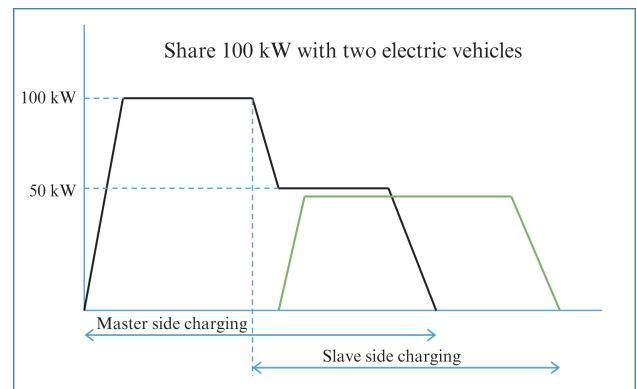 Share 100 kW with two electric vehicles
100 kW
50 kW
Master side charging
Slave side charging